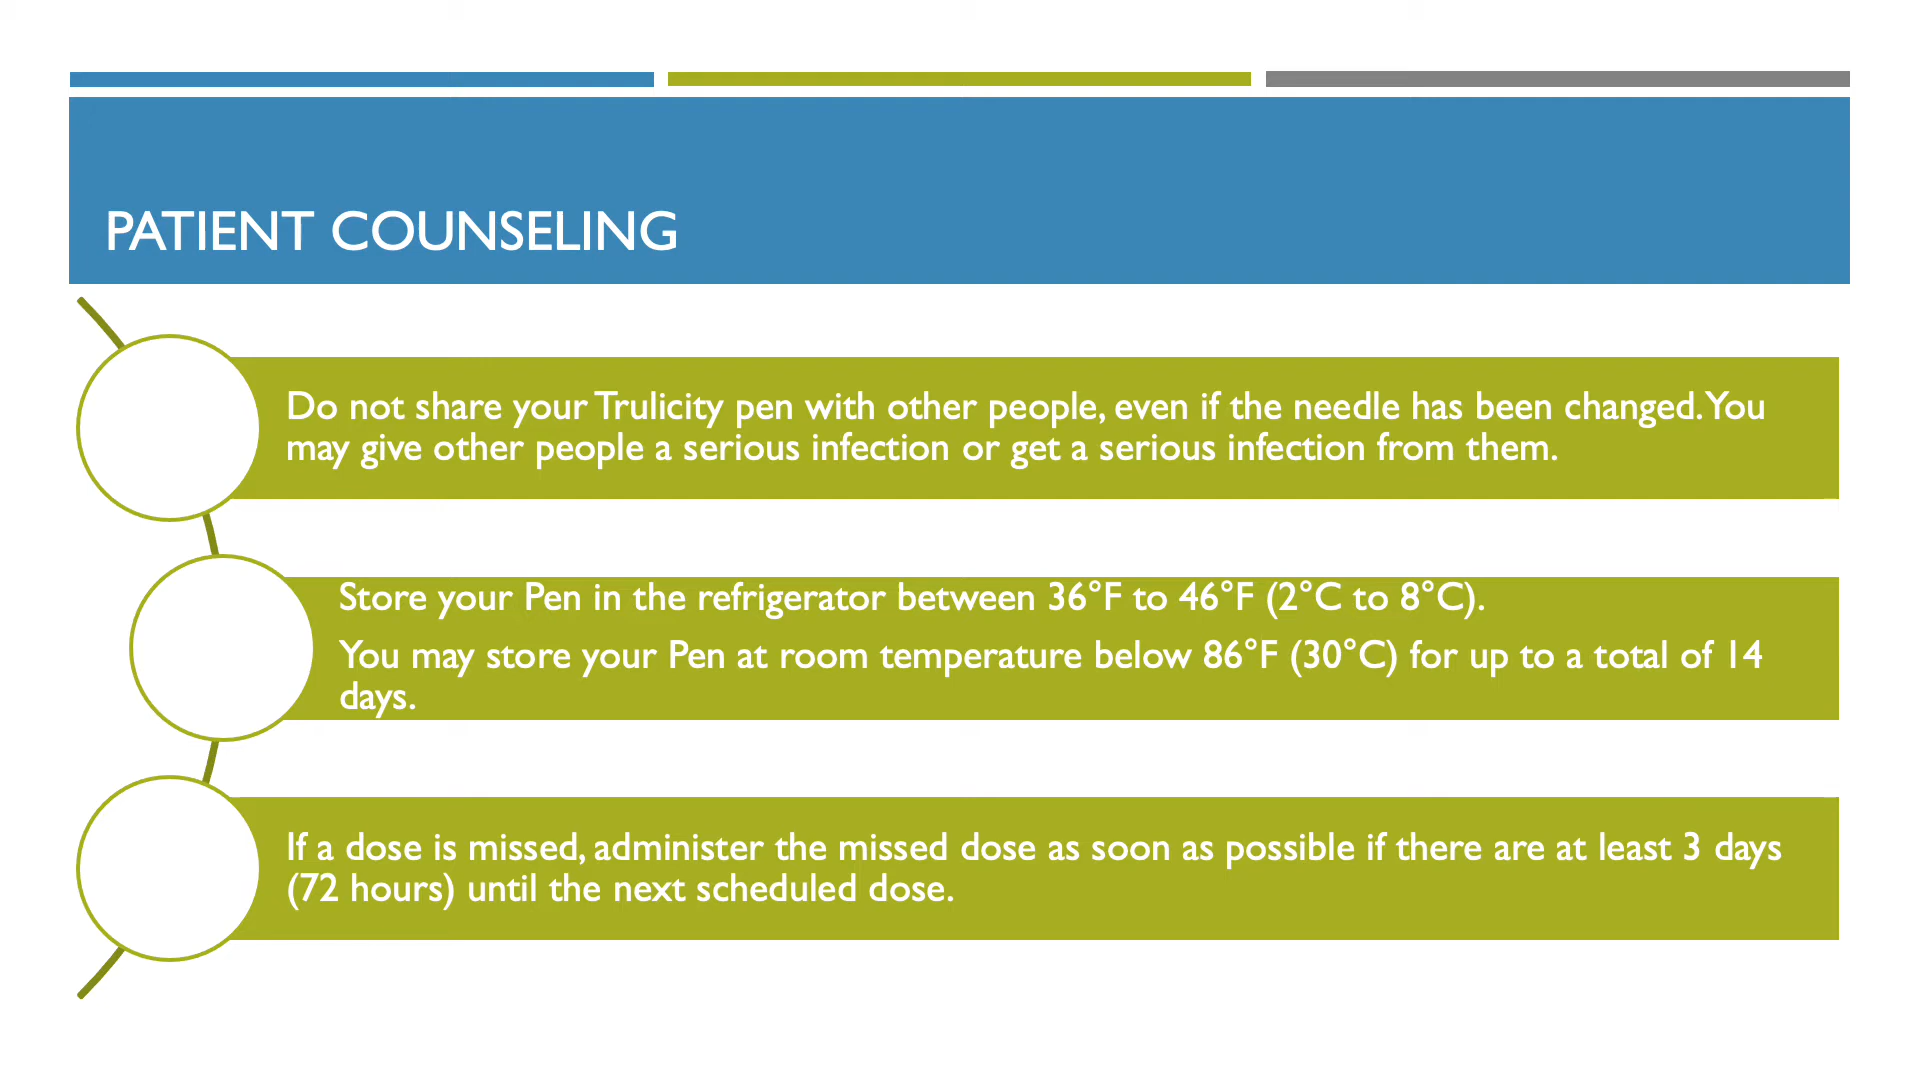 PATIENT COUNSELING
Do not share your Trulicity pen with other people, even if the needle has been changed. You
may give other people a serious infection or get a serious infection from them.
Store your Pen in the refrigerator between 36°F to 46°F (2°C to 8°C).
You may store your Pen at room temperature below 86°F (30°C) for up to a total of 14
days.
If a dose is missed, administer the missed dose as soon as possible if there are at least 3 days
(72 hours) until the next scheduled dose.